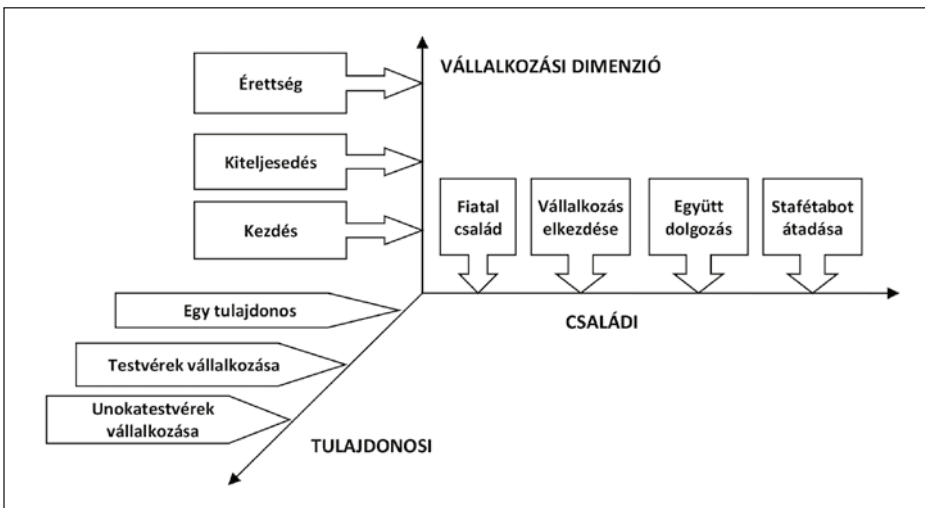 VÁLLALKOZÁSI DIMENZIÓ
Érettség
Kiteljesedés
Kezdés
Fiatal
család
Vállalkozás
elkezdése
Együtt
dolgozás
Stafétabot
átadása
CSALÁDI
Egy tulajdonos
Testvérek vállalkozása
Unokatestvérek
vállalkozása
TULAJDONOSI